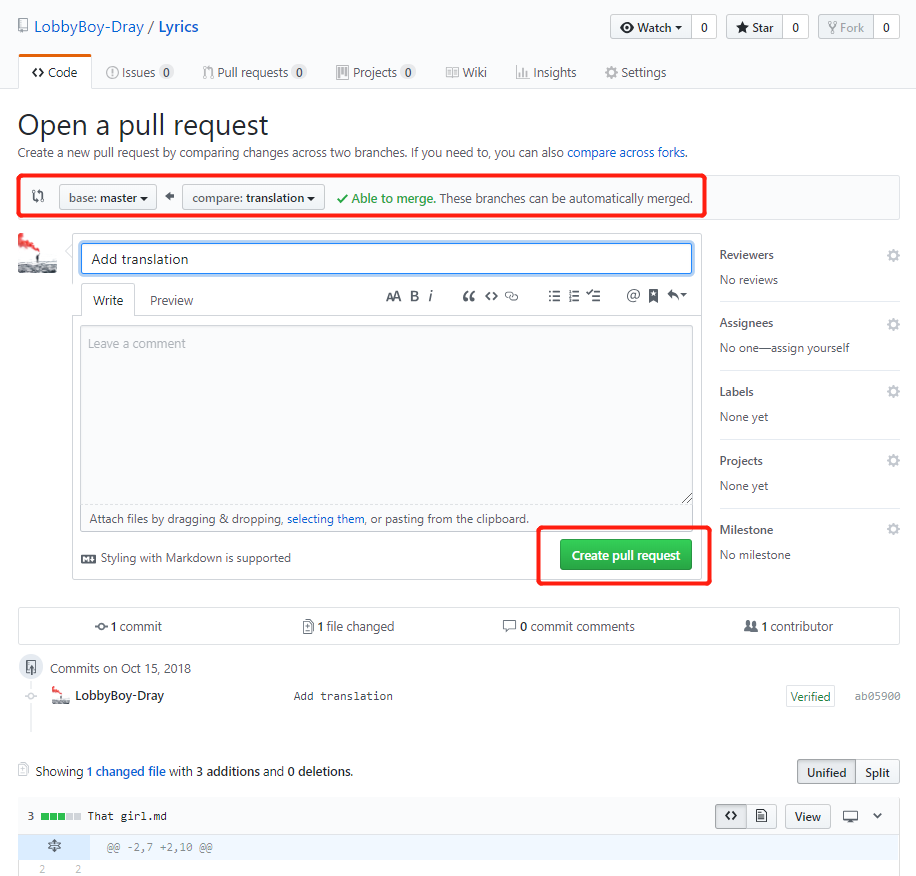 LobbyBoy-Dray / Lyrics
Watch 0 Star 0 Fork 0
Code Issues 0 Pull requests 0 Projects 0 Wiki Insights Settings
Open a pull request
Create a new pull request by comparing changes across two branches. If you need to, you can also compare across forks.
base: master compare: translation Able to merge. These branches can be automatically merged.
Add translation
Write Preview AA B i @
Leave a comment
Attach files by dragging & dropping, selecting them, or pasting from the clipboard.
Styling with Markdown is supported
Create pull request
Reviewers
No reviews
Assignees
No one—assign yourself
Labels
None yet
Projects
None yet
Milestone
No milestone
1 commit 1 file changed 0 commit comments 1 contributor
Commits on Oct 15, 2018
LobbyBoy-Dray Add translation Verified ab05900
Showing 1 changed file with 3 additions and 0 deletions. Unified Split
3 That girl.md View
@@ -2,7 +2,10 @@
2 2